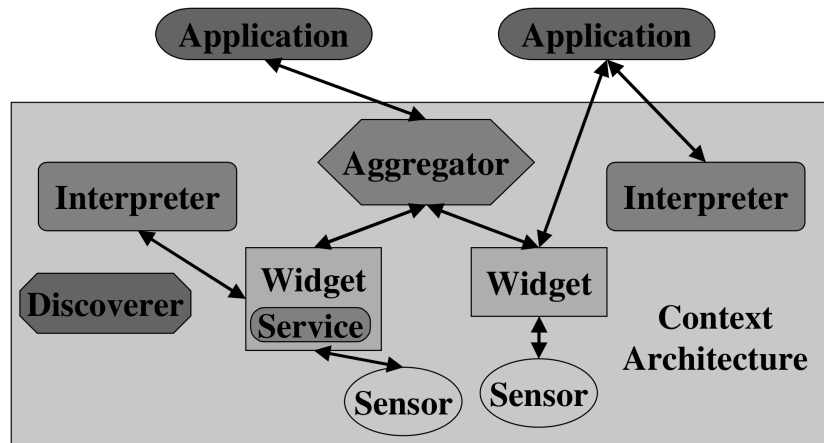 Application
Application
Aggregator
Interpreter
Interpreter
Widget
Widget
Discoverer
Service
Context
Architecture
Sensor
Sensor